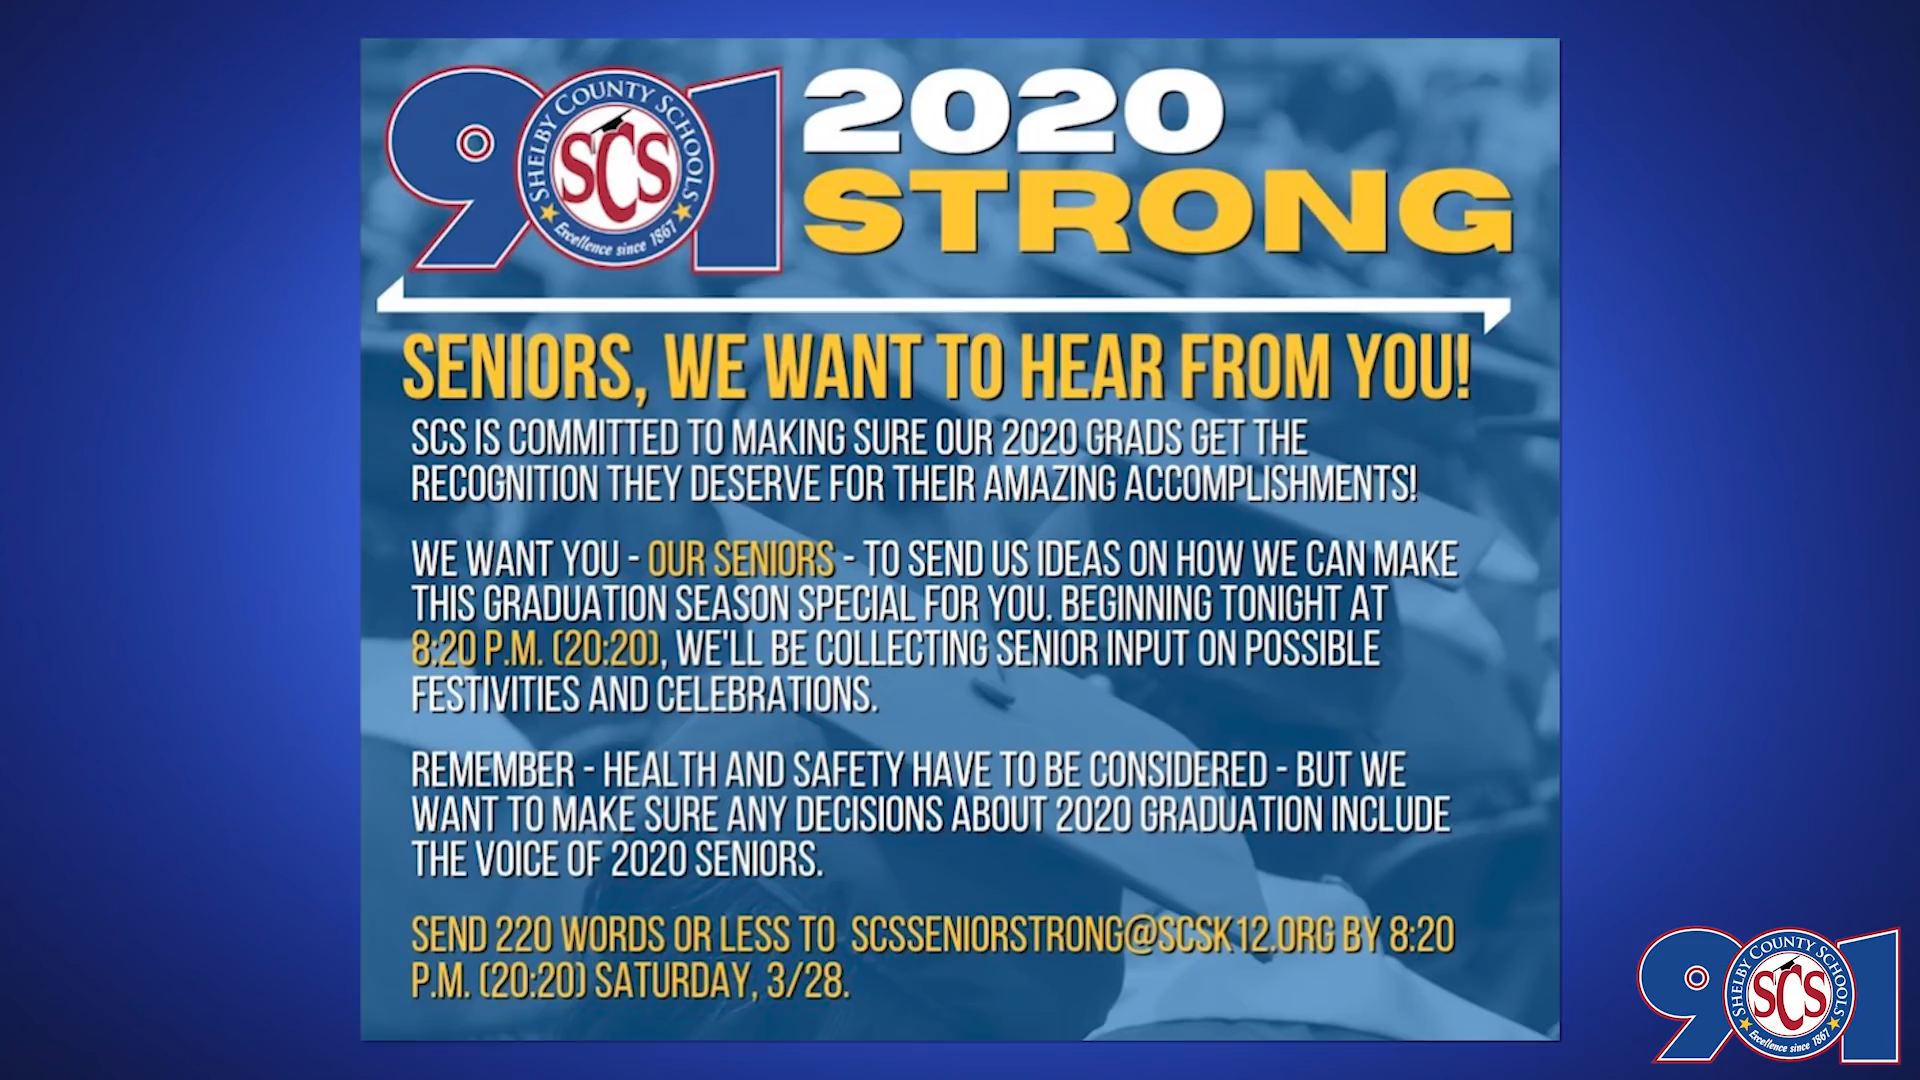 901
SHELBY COUNTY SCHOOLS
SCS
Excellence since 1867
2020
STRONG
SENIORS, WE WANT TO HEAR FROM YOU!
SCS IS COMMITTED TO MAKING SURE OUR 2020 GRADS GET THE
RECOGNITION THEY DESERVE FOR THEIR AMAZING ACCOMPLISHMENTS!
WE WANT YOU - OUR SENIORS - TO SEND US IDEAS ON HOW WE CAN MAKE
THIS GRADUATION SEASON SPECIAL FOR YOU. BEGINNING TONIGHT AT
8:20 P.M. (20:20), WE'LL BE COLLECTING SENIOR INPUT ON POSSIBLE
FESTIVITIES AND CELEBRATIONS.
REMEMBER - HEALTH AND SAFETY HAVE TO BE CONSIDERED - BUT WE
WANT TO MAKE SURE ANY DECISIONS ABOUT 2020 GRADUATION INCLUDE
THE VOICE OF 2020 SENIORS.
SEND 220 WORDS OR LESS TO SCSSENIORSTRONG@SCSK12.ORG BY 8:20
P.M. (20:20) SATURDAY, 3/28.
901
SHELBY COUNTY SCHOOLS
SCS
Excellence since 1867